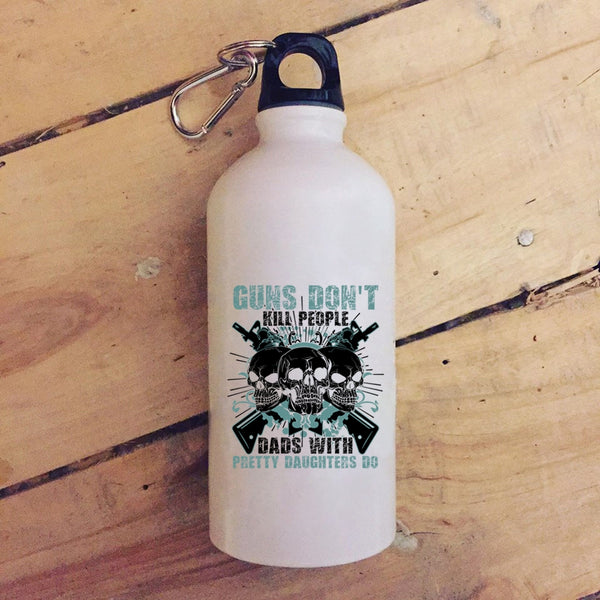 GUNS DON'T
KILL PEOPLE
DADS WITH
PRETTY DAUGHTERS DO